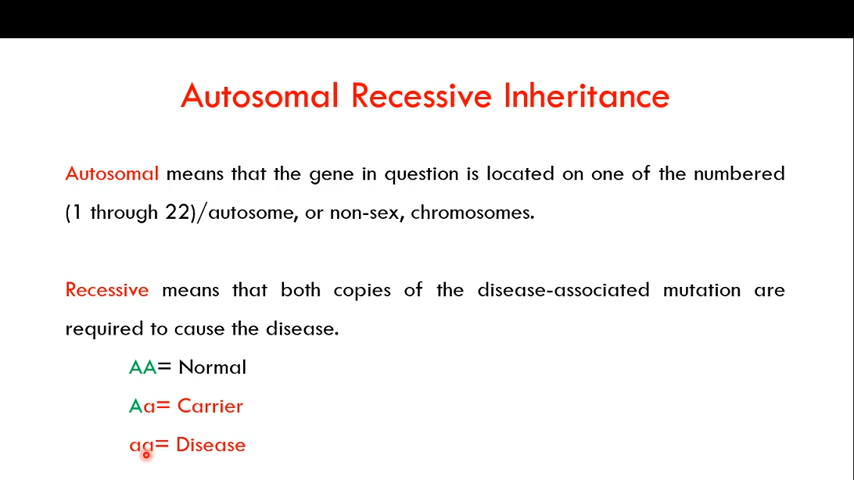 Autosomal Recessive Inheritance
Autosomal means that the gene in question is located on one of the numbered
(1 through 22)/autosome, or non-sex, chromosomes.
Recessive means that both copies of the disease-associated mutation are
required to cause the disease.
AA= Normal
Aa= Carrier
aa= Disease